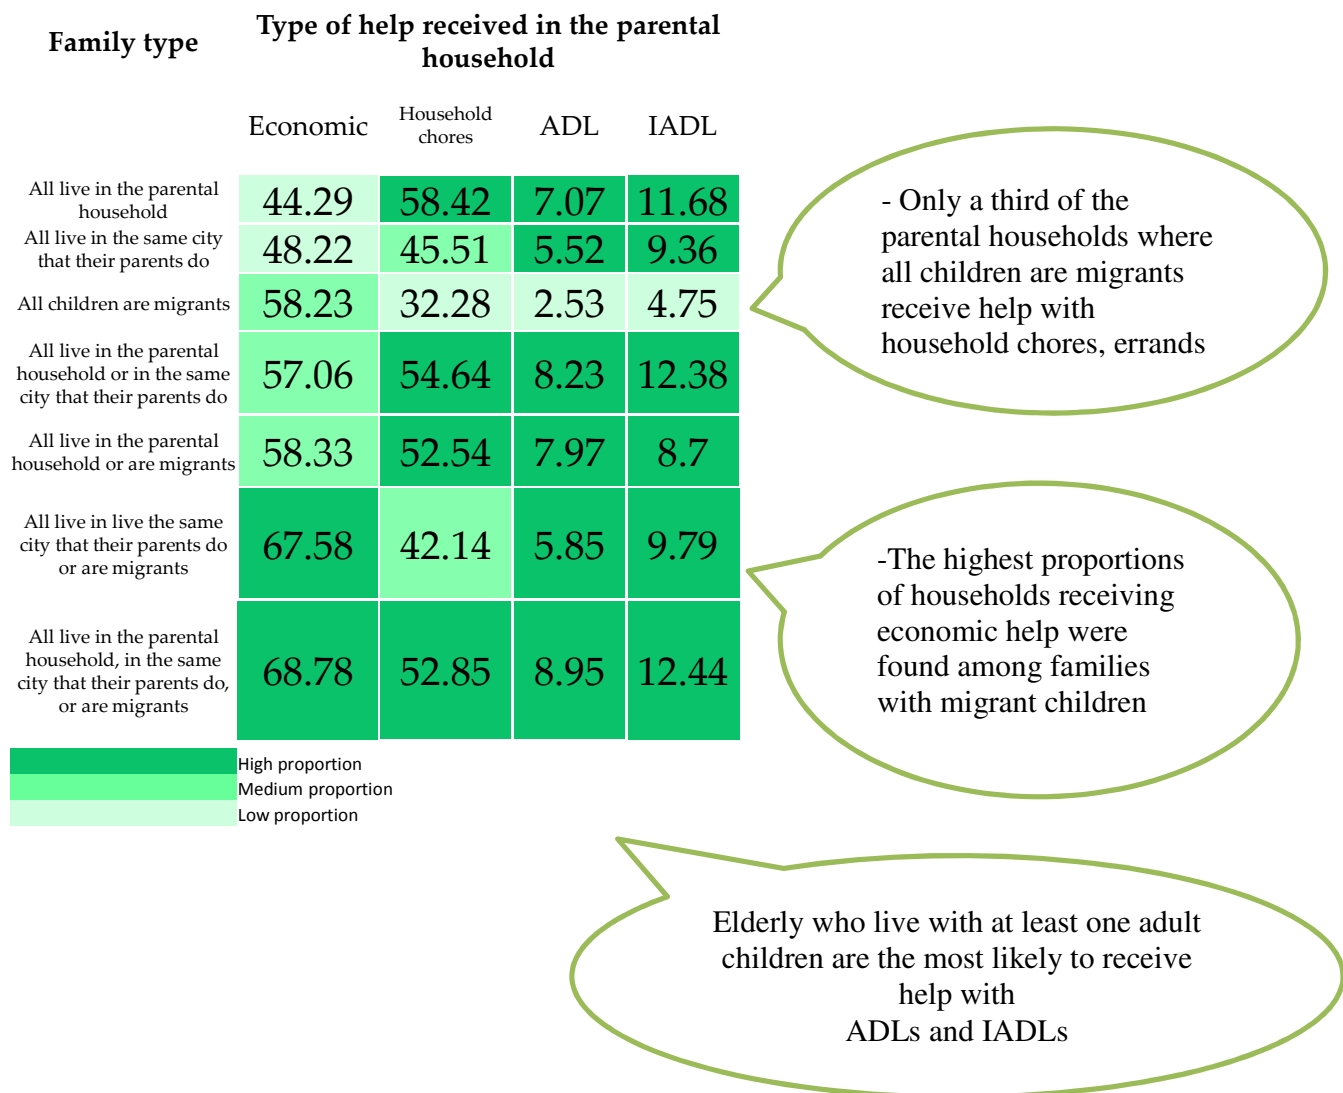 Family type
Type of help received in the parental
household
Economic
Household
chores
ADL
IADL
All live in the parental
household
44.29 58.42 7.07 11.68
All live in the same city
that their parents do
48.22 45.51 5.52 9.36
All children are migrants
58.23 32.28 2.53 4.75
All live in the parental
household or in the same
city that their parents do
57.06 54.64 8.23 12.38
All live in the parental
household or are migrants
58.33 52.54 7.97 8.7
All live in live the same
city that their parents do
or are migrants
67.58 42.14 5.85 9.79
All live in the parental
household, in the same
city that their parents do,
or are migrants
68.78 52.85 8.95 12.44
High proportion
Medium proportion
Low proportion
- Only a third of the
parental households where
all children are migrants
receive help with
household chores, errands
-The highest proportions
of households receiving
economic help were
found among families
with migrant children
Elderly who live with at least one adult
children are the most likely to receive
help with
ADLs and IADLs